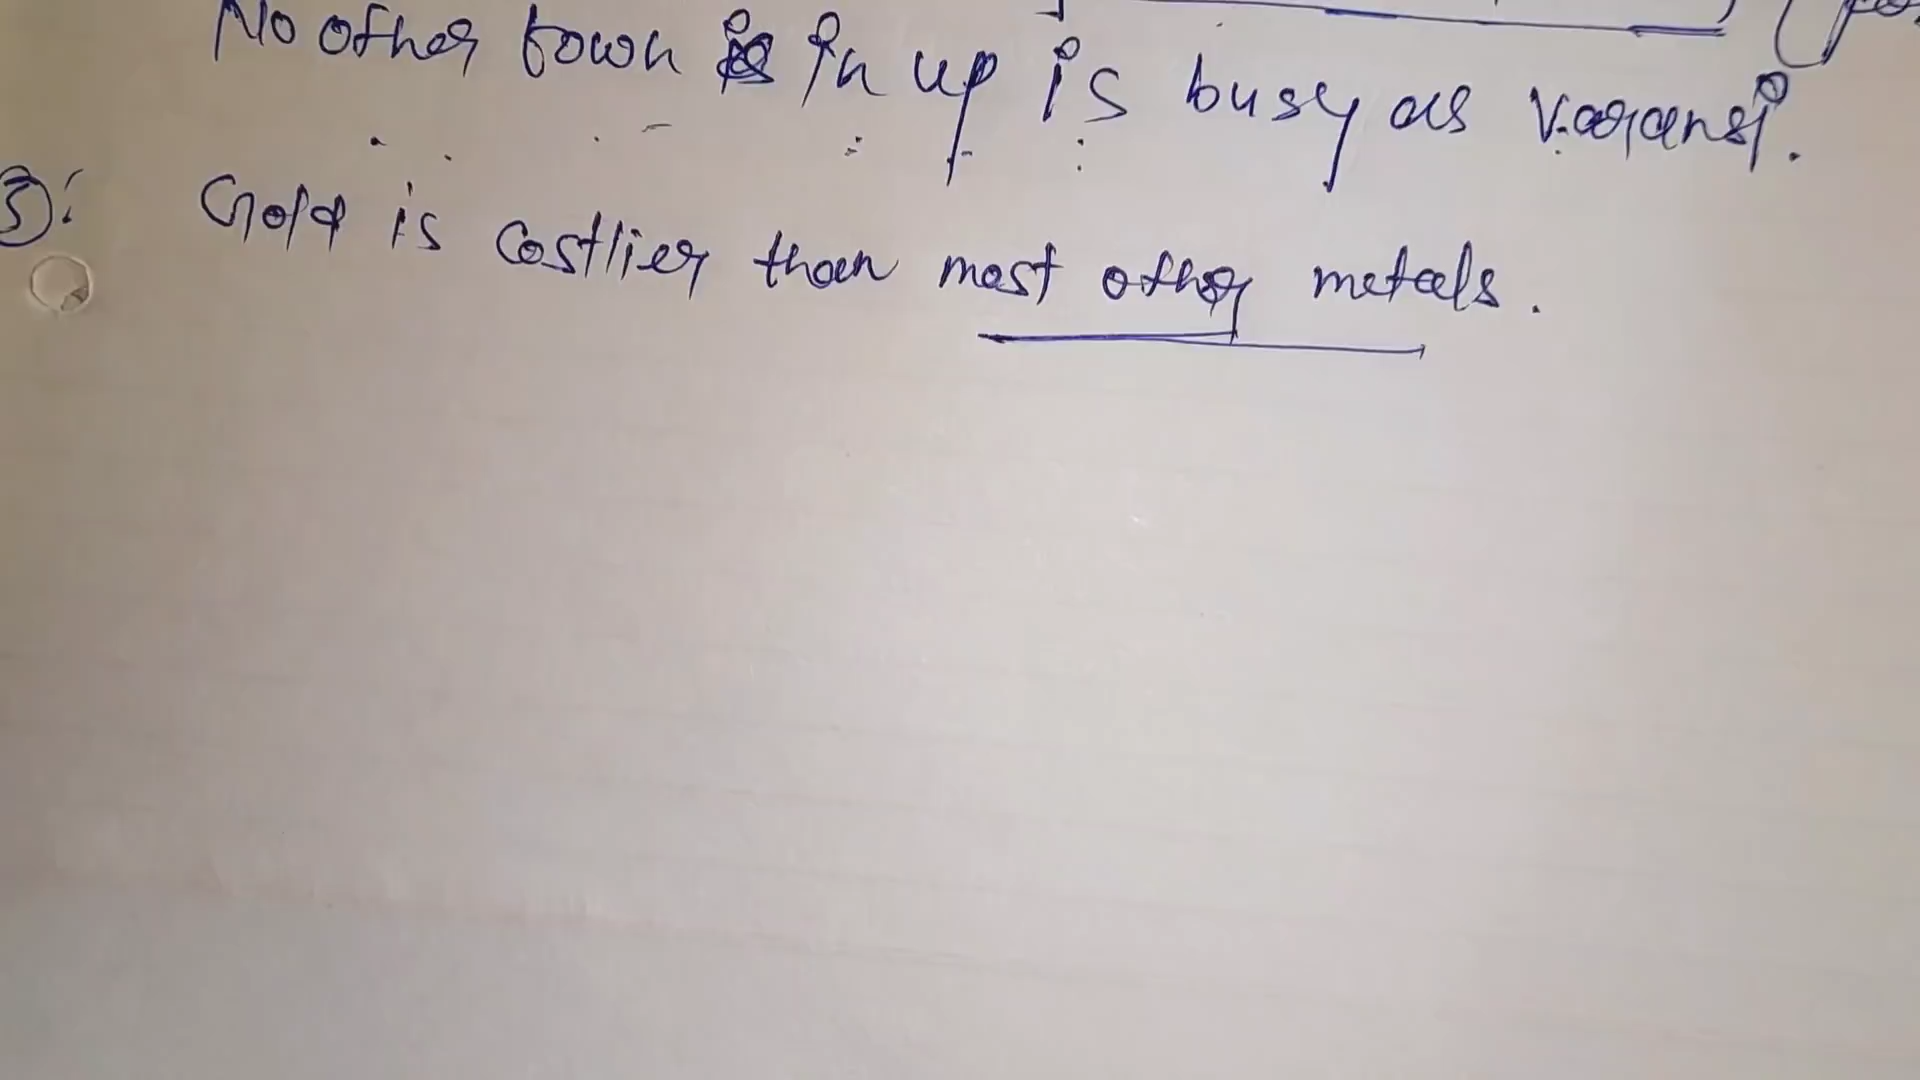 No other town in up is busy as varansi.
3): Gold is costlier than most other metals.